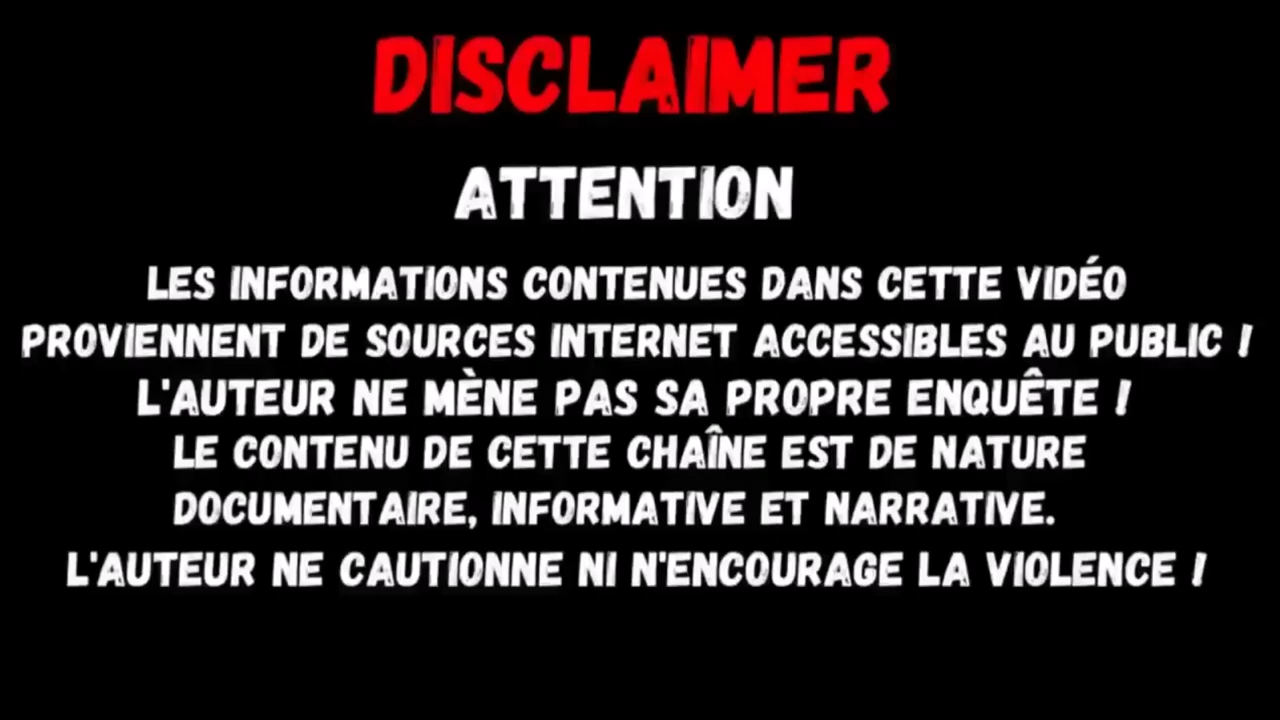 DISCLAIMER
ATTENTION
LES INFORMATIONS CONTENUES DANS CETTE VIDÉO
PROVIENNENT DE SOURCES INTERNET ACCESSIBLES AU PUBLIC !
L'AUTEUR NE MÈNE PAS SA PROPRE ENQUÊTE !
LE CONTENU DE CETTE CHAÎNE EST DE NATURE
DOCUMENTAIRE, INFORMATIVE ET NARRATIVE.
L'AUTEUR NE CAUTIONNE NI N'ENCOURAGE LA VIOLENCE !